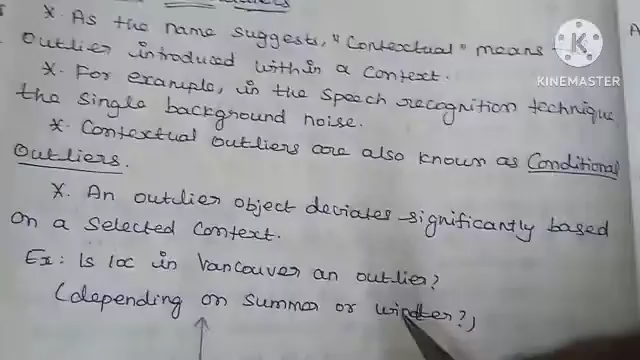 Outliers
* As the name suggests, "Contextual" means -
Outlier introduced within a context.
* For example, in the speech recognition technique
the single background noise.
* Contextual outliers are also known as Conditional
Outliers.
* An outlier object deviates significantly based
on a selected context.
Ex: Is 10c in Vancouver an outlier?
(depending on summer or winter?)
KINEMASTER